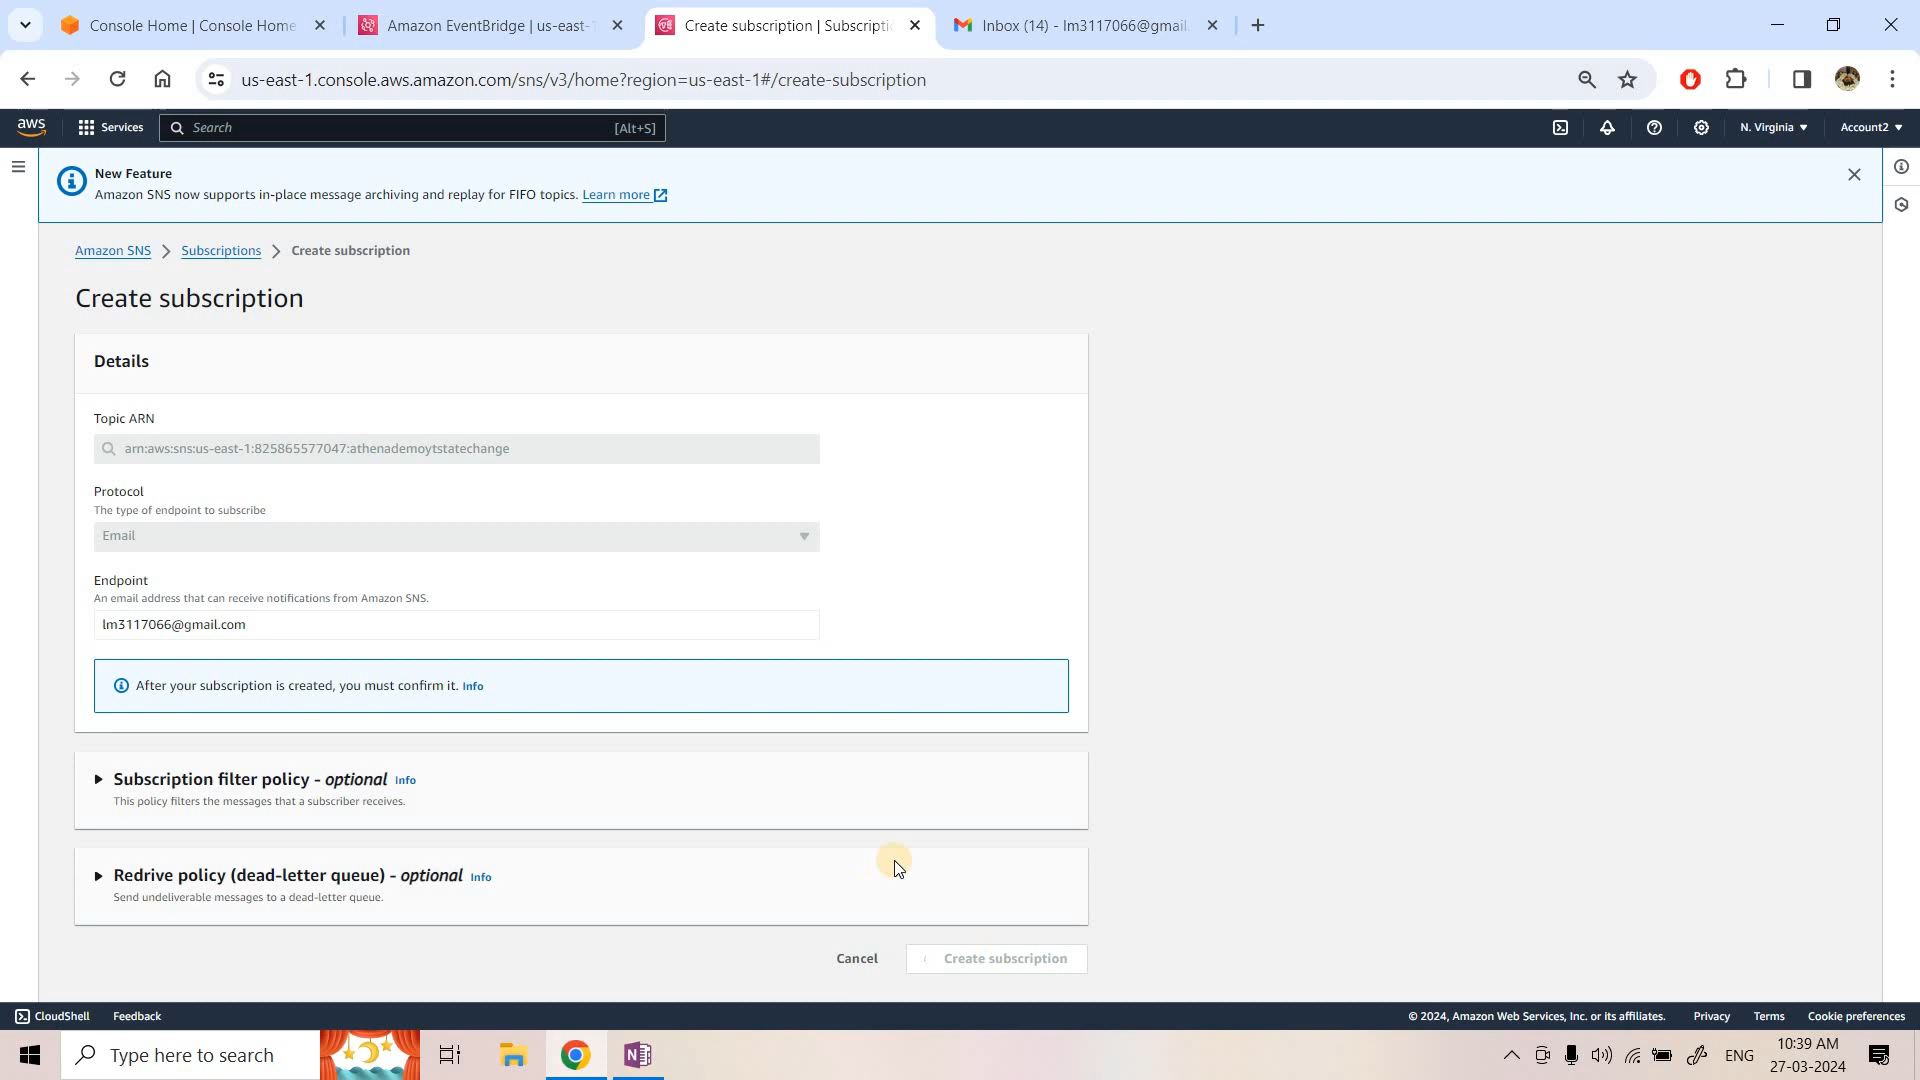 Console Home | Console Home
Amazon EventBridge | us-east-
Create subscription | Subscripti
Inbox (14) - lm3117066@gmail.
us-east-1.console.aws.amazon.com/sns/v3/home?region=us-east-1#/create-subscription
aws
Services
Search
[Alt+S]
N. Virginia
Account2
New Feature
Amazon SNS now supports in-place message archiving and replay for FIFO topics. Learn more
Amazon SNS
Subscriptions
Create subscription
Create subscription
Details
Topic ARN
arn:aws:sns:us-east-1:825865577047:athenademoytstatechange
Protocol
The type of endpoint to subscribe
Email
Endpoint
An email address that can receive notifications from Amazon SNS.
lm3117066@gmail.com
After your subscription is created, you must confirm it. Info
Subscription filter policy - optional Info
This policy filters the messages that a subscriber receives.
Redrive policy (dead-letter queue) - optional Info
Send undeliverable messages to a dead-letter queue.
Cancel
Create subscription
CloudShell
Feedback
© 2024, Amazon Web Services, Inc. or its affiliates.
Privacy
Terms
Cookie preferences
Type here to search
ENG
10:39 AM
27-03-2024